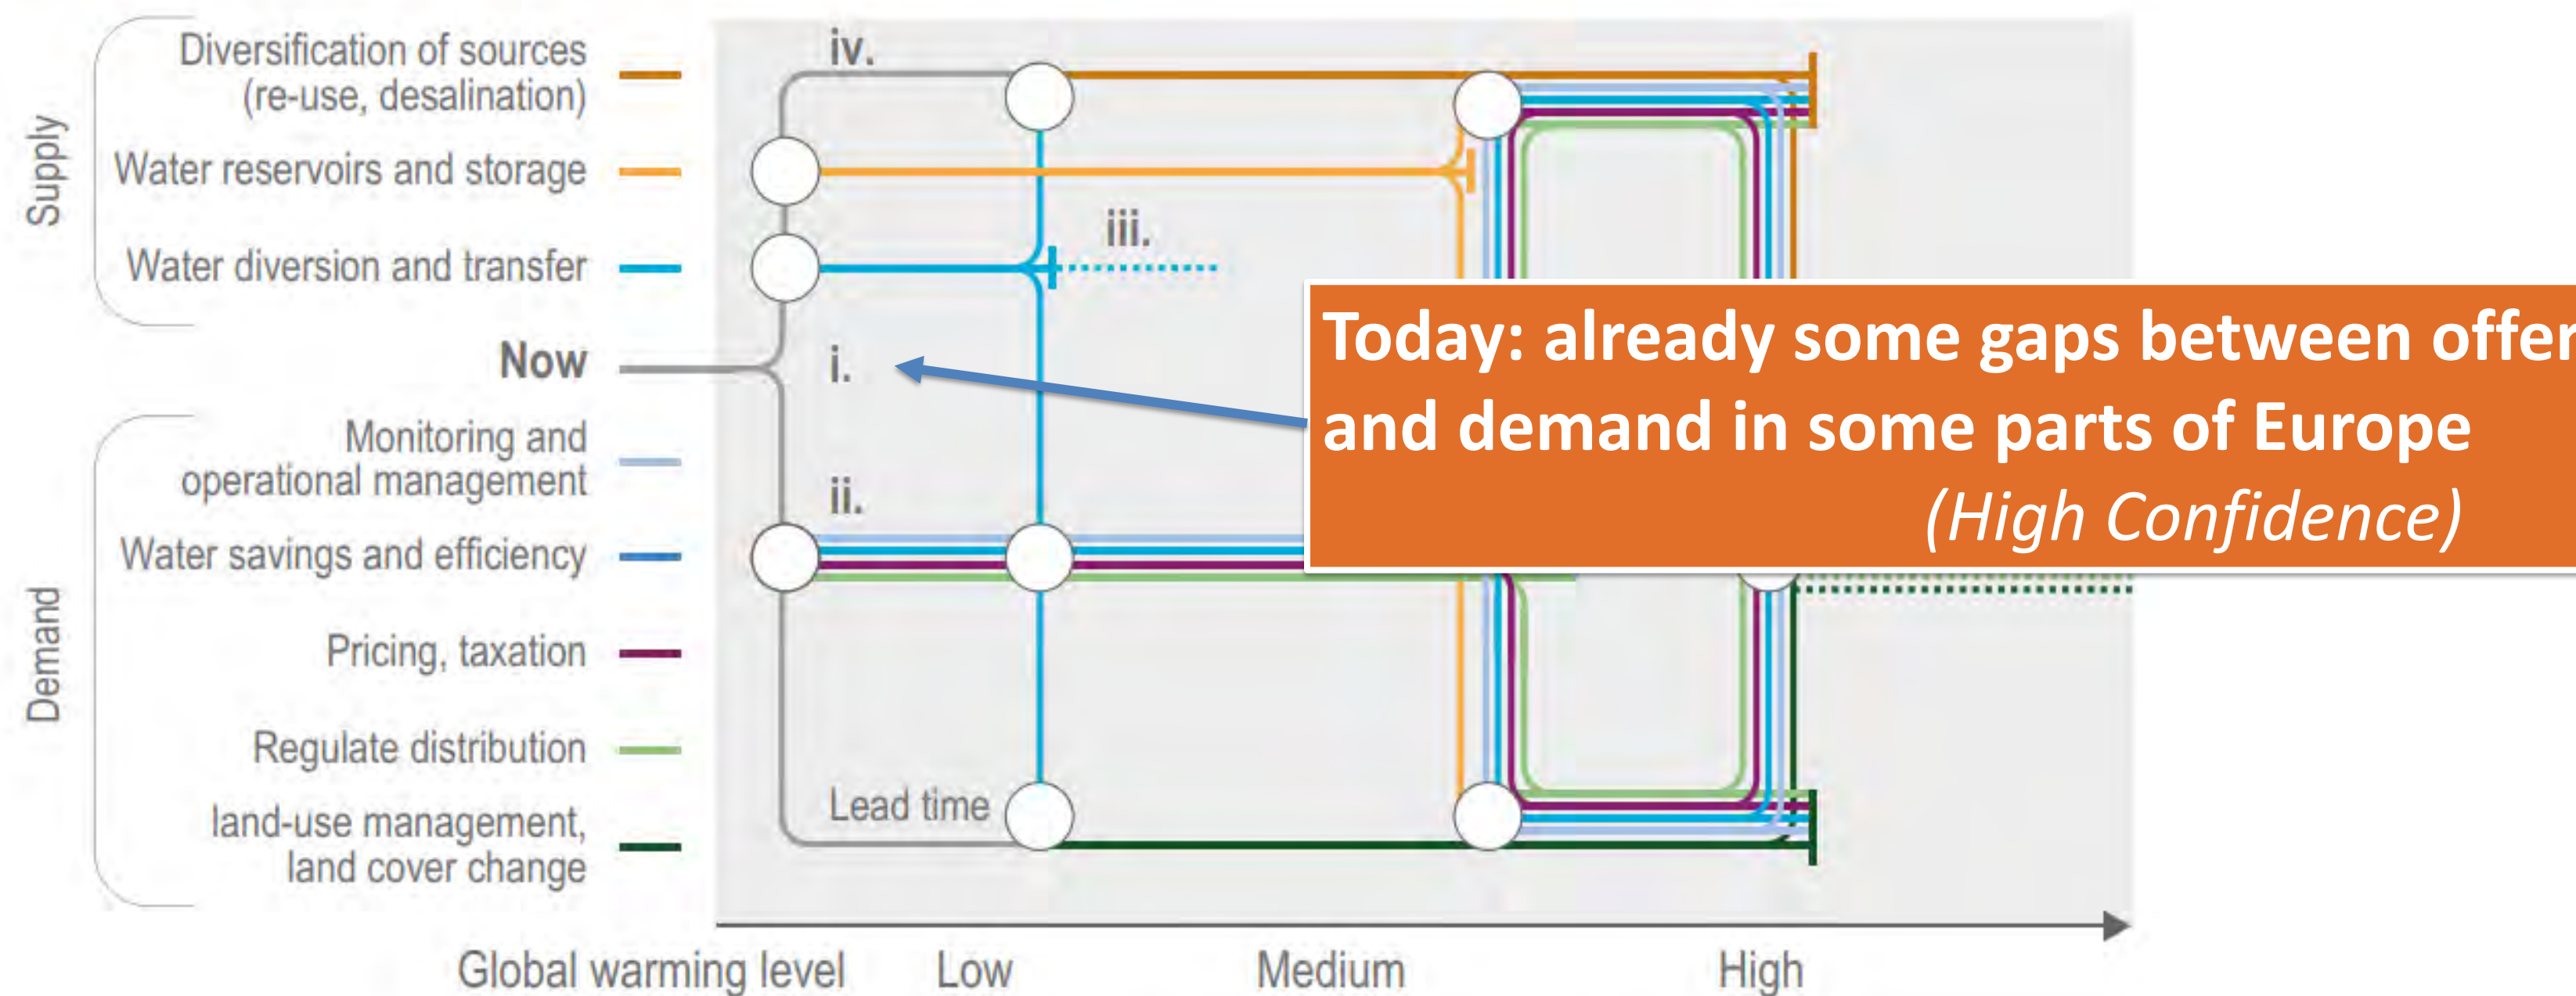 Supply
Diversification of sources
(re-use, desalination)
Water reservoirs and storage
Water diversion and transfer
Now
Demand
Monitoring and
operational management
Water savings and efficiency
Pricing, taxation
Regulate distribution
land-use management,
land cover change
iv.
iii.
i.
ii.
Lead time
Today: already some gaps between offer
and demand in some parts of Europe
(High Confidence)
Global warming level Low Medium High